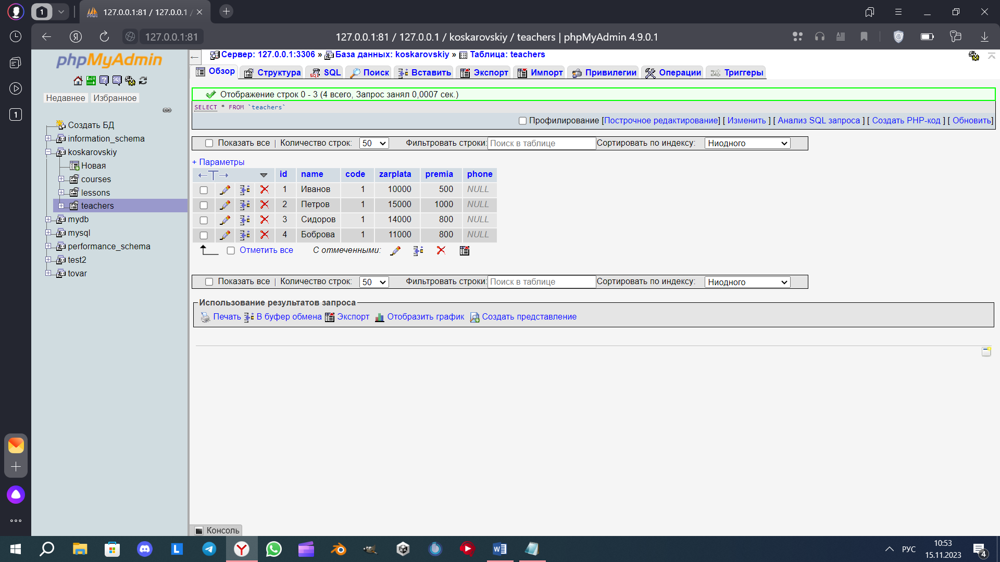 1
127.0.0.1:81 / 127.0.0.1 /
127.0.0.1:81
127.0.0.1:81 / 127.0.0.1 / koskarovskiy / teachers | phpMyAdmin 4.9.0.1
1
phpMyAdmin
Недавнее Избранное
Создать БД
information_schema
koskarovskiy
Новая
courses
lessons
teachers
mydb
mysql
performance_schema
test2
tovar
Сервер: 127.0.0.1:3306 » База данных: koskarovskiy » Таблица: teachers
Обзор Структура SQL Поиск Вставить Экспорт Импорт Привилегии Операции Триггеры
Отображение строк 0 - 3 (4 всего, Запрос занял 0,0007 сек.)
SELECT * FROM `teachers`
Профилирование [Построчное редактирование] [ Изменить ] [ Анализ SQL запроса ] [ Создать PHP-код ] [ Обновить]
Показать все | Количество строк: 50 Фильтровать строки: Поиск в таблице Сортировать по индексу: Ниодного
+ Параметры
id name code zarplata premia phone
1 Иванов 1 10000 500 NULL
2 Петров 1 15000 1000 NULL
3 Сидоров 1 14000 800 NULL
4 Боброва 1 11000 800 NULL
Отметить все С отмеченными:
Показать все | Количество строк: 50 Фильтровать строки: Поиск в таблице Сортировать по индексу: Ниодного
Использование результатов запроса
Печать В буфер обмена Экспорт Отобразить график Создать представление
Консоль
РУС
10:53
15.11.2023
4